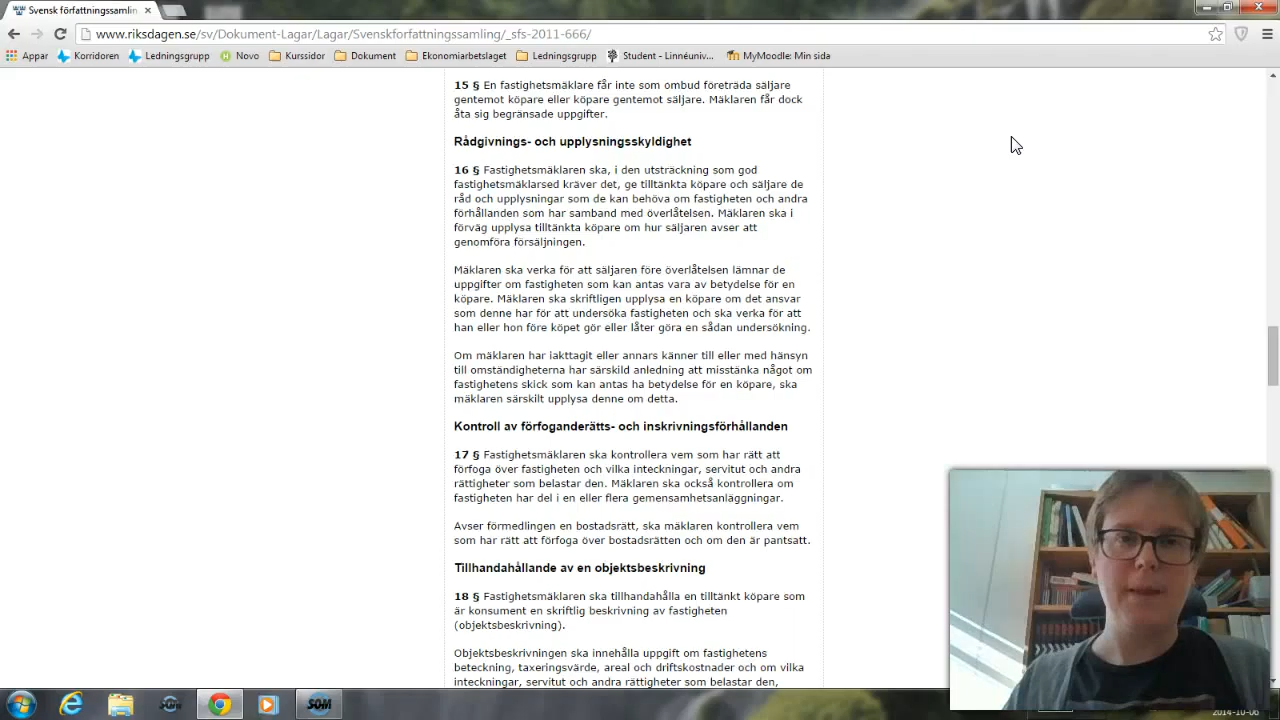 Svensk författningssamlin
www.riksdagen.se/sv/Dokument-Lagar/Lagar/Svenskforfattningssamling/_sfs-2011-666/
Appar Korridoren Ledningsgrupp Novo Kurssidor Dokument Ekonomiarbetslaget Ledningsgrupp Student - Linnéuniv... MyMoodle: Min sida
15 § En fastighetsmäklare får inte som ombud företräda säljare
gentemot köpare eller köpare gentemot säljare. Mäklaren får dock
åta sig begränsade uppgifter.
Rådgivnings- och upplysningsskyldighet
16 § Fastighetsmäklaren ska, i den utsträckning som god
fastighetsmäklarsed kräver det, ge tilltänkta köpare och säljare de
råd och upplysningar som de kan behöva om fastigheten och andra
förhållanden som har samband med överlåtelsen. Mäklaren ska i
förväg upplysa tilltänkta köpare om hur säljaren avser att
genomföra försäljningen.
Mäklaren ska verka för att säljaren före överlåtelsen lämnar de
uppgifter om fastigheten som kan antas vara av betydelse för en
köpare. Mäklaren ska skriftligen upplysa en köpare om det ansvar
som denne har för att undersöka fastigheten och ska verka för att
han eller hon före köpet gör eller låter göra en sådan undersökning.
Om mäklaren har iakttagit eller annars känner till eller med hänsyn
till omständigheterna har särskild anledning att misstänka något om
fastighetens skick som kan antas ha betydelse för en köpare, ska
mäklaren särskilt upplysa denne om detta.
Kontroll av förfoganderätts- och inskrivningsförhållanden
17 § Fastighetsmäklaren ska kontrollera vem som har rätt att
förfoga över fastigheten och vilka inteckningar, servitut och andra
rättigheter som belastar den. Mäklaren ska också kontrollera om
fastigheten har del i en eller flera gemensamhetsanläggningar.
Avser förmedlingen en bostadsrätt, ska mäklaren kontrollera vem
som har rätt att förfoga över bostadsrätten och om den är pantsatt.
Tillhandahållande av en objektsbeskrivning
18 § Fastighetsmäklaren ska tillhandahålla en tilltänkt köpare som
är konsument en skriftlig beskrivning av fastigheten
(objektsbeskrivning).
Objektsbeskrivningen ska innehålla uppgift om fastighetens
beteckning, taxeringsvärde, areal och driftskostnader och om vilka
inteckningar, servitut och andra rättigheter som belastar den,
SOM SOM
2014-10-06